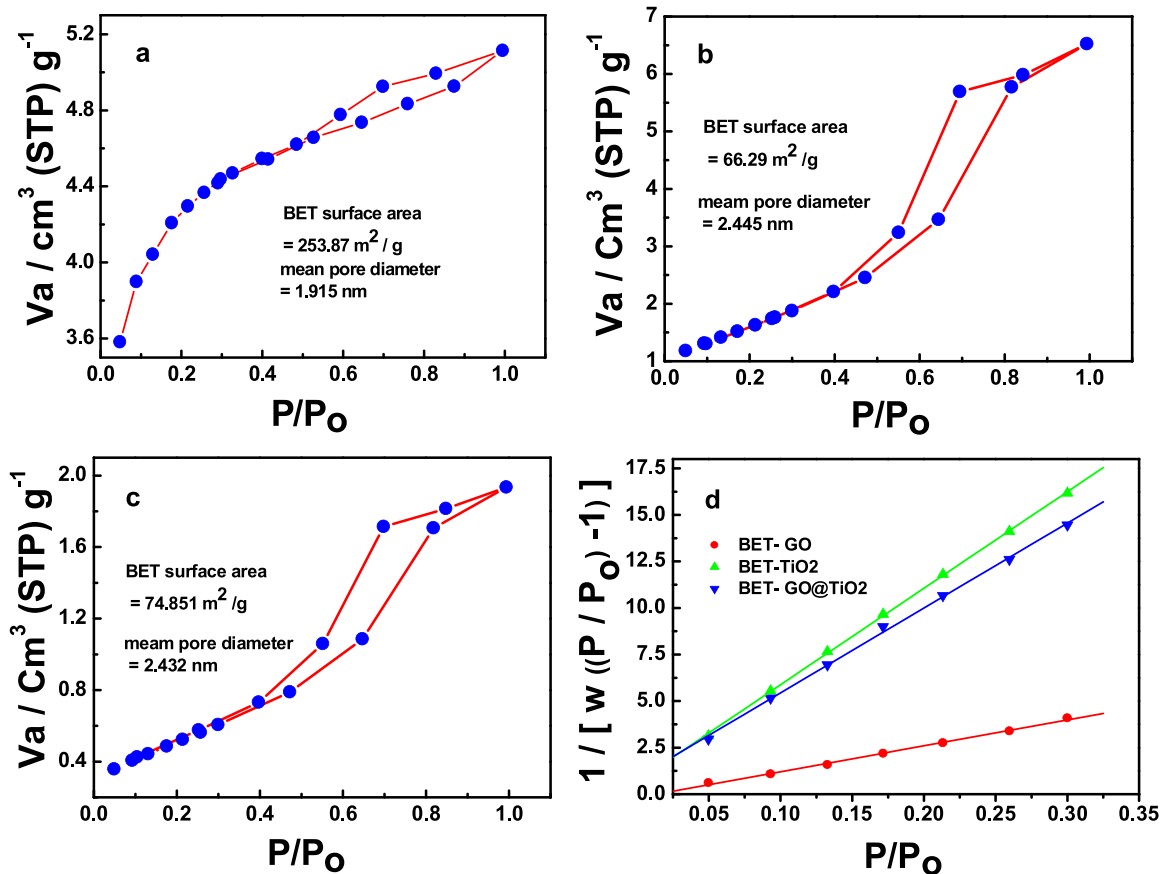 a
Va / cm³ (STP) g⁻¹
5.2
4.8
4.4
4.0
3.6
BET surface area
= 253.87 m² / g
mean pore diameter
= 1.915 nm
0.0 0.2 0.4 0.6 0.8 1.0
P/Po
b
Va / Cm³ (STP) g⁻¹
7
6
5
4
3
2
1
BET surface area
= 66.29 m² /g
meam pore diameter
= 2.445 nm
0.0 0.2 0.4 0.6 0.8 1.0
P/Po
c
Va / Cm³ (STP) g⁻¹
2.0
1.6
1.2
0.8
0.4
BET surface area
= 74.851 m² /g
meam pore diameter
= 2.432 nm
0.0 0.2 0.4 0.6 0.8 1.0
P/Po
d
1 / [ w ((P / Po) -1) ]
17.5
15.0
12.5
10.0
7.5
5.0
2.5
0.0
BET- GO
BET-TiO2
BET- GO@TiO2
0.05 0.10 0.15 0.20 0.25 0.30 0.35
P/Po